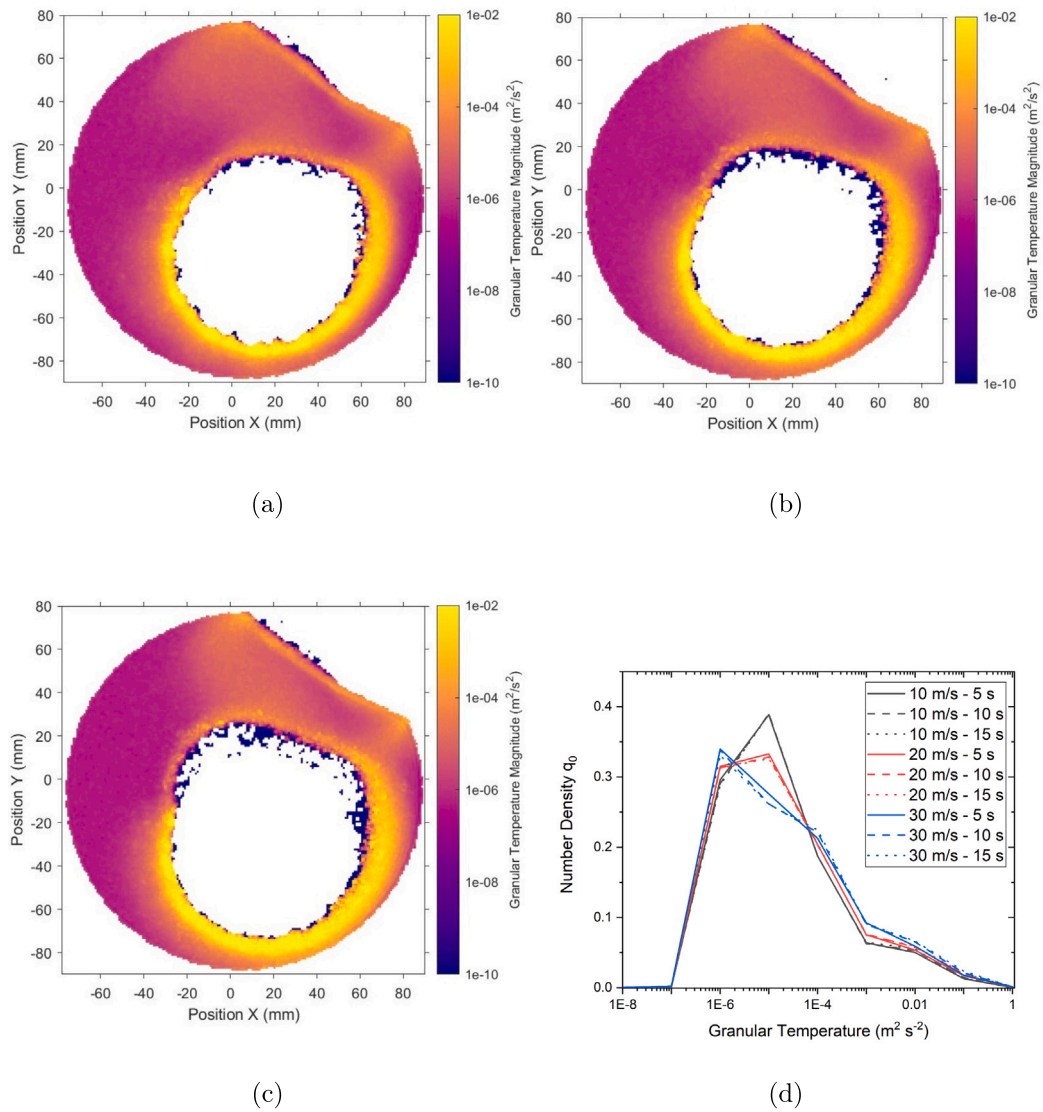 80
60
40
20
0
-20
-40
-60
-80
-60
-40
-20
0
20
40
60
80
Position X (mm)
Position Y (mm)
1e-02
1e-04
1e-06
1e-08
1e-10
Granular Temperature Magnitude (m²/s²)
(a)
80
60
40
20
0
-20
-40
-60
-80
-60
-40
-20
0
20
40
60
80
Position X (mm)
Position Y (mm)
1e-02
1e-04
1e-06
1e-08
1e-10
Granular Temperature Magnitude (m²/s²)
(b)
80
60
40
20
0
-20
-40
-60
-80
-60
-40
-20
0
20
40
60
80
Position X (mm)
Position Y (mm)
1e-02
1e-04
1e-06
1e-08
1e-10
Granular Temperature Magnitude (m²/s²)
(c)
0.4
0.3
0.2
0.1
0.0
Number Density q₀
10 m/s - 5 s
10 m/s - 10 s
10 m/s - 15 s
20 m/s - 5 s
20 m/s - 10 s
20 m/s - 15 s
30 m/s - 5 s
30 m/s - 10 s
30 m/s - 15 s
1E-8
1E-6
1E-4
0.01
1
Granular Temperature (m² s⁻²)
(d)